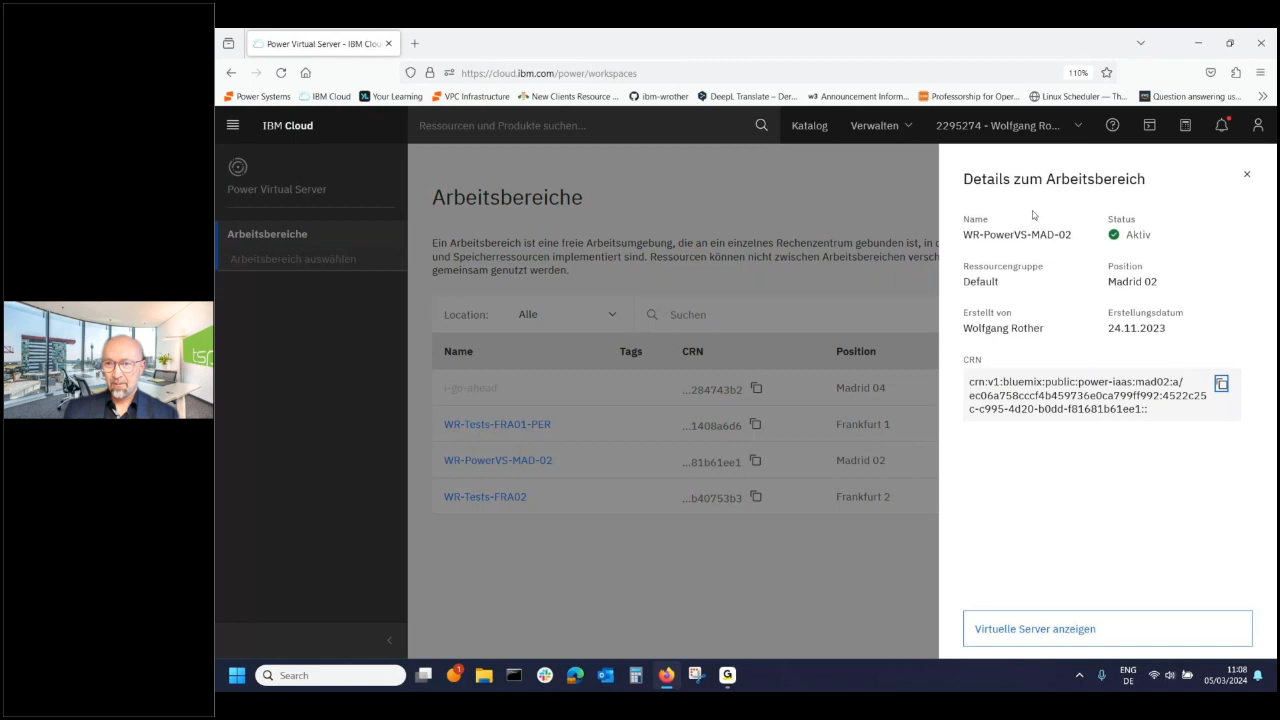 Power Virtual Server - IBM Clou
https://cloud.ibm.com/power/workspaces
110%
Power Systems
IBM Cloud
Your Learning
VPC Infrastructure
New Clients Resource ...
ibm-wrother
DeepL Translate – Der...
w3 Announcement Inform...
Professorship for Oper...
Linux Scheduler — Th...
Question answering us...
IBM Cloud
Ressourcen und Produkte suchen...
Katalog
Verwalten
2295274 - Wolfgang Ro...
Power Virtual Server
Arbeitsbereiche
Arbeitsbereich auswählen
Arbeitsbereiche
Ein Arbeitsbereich ist eine freie Arbeitsumgebung, die an ein einzelnes Rechenzentrum gebunden ist, in d
und Speicherressourcen implementiert sind. Ressourcen können nicht zwischen Arbeitsbereichen versch
gemeinsam genutzt werden.
Location: Alle
Suchen
Name Tags CRN Position
i-go-ahead ...284743b2 Madrid 04
WR-Tests-FRA01-PER ...1408a6d6 Frankfurt 1
WR-PowerVS-MAD-02 ...81b61ee1 Madrid 02
WR-Tests-FRA02 ...b40753b3 Frankfurt 2
Details zum Arbeitsbereich
Name Status
WR-PowerVS-MAD-02 Aktiv
Ressourcengruppe Position
Default Madrid 02
Erstellt von Erstellungsdatum
Wolfgang Rother 24.11.2023
CRN
crn:v1:bluemix:public:power-iaas:mad02:a/
ec06a758cccf4b459736e0ca799ff992:4522c25
c-c995-4d20-b0dd-f81681b61ee1::
Virtuelle Server anzeigen
Search
1
ENG
DE
11:08
05/03/2024